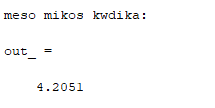 meso mikos kwdika:
out_ =
4.2051